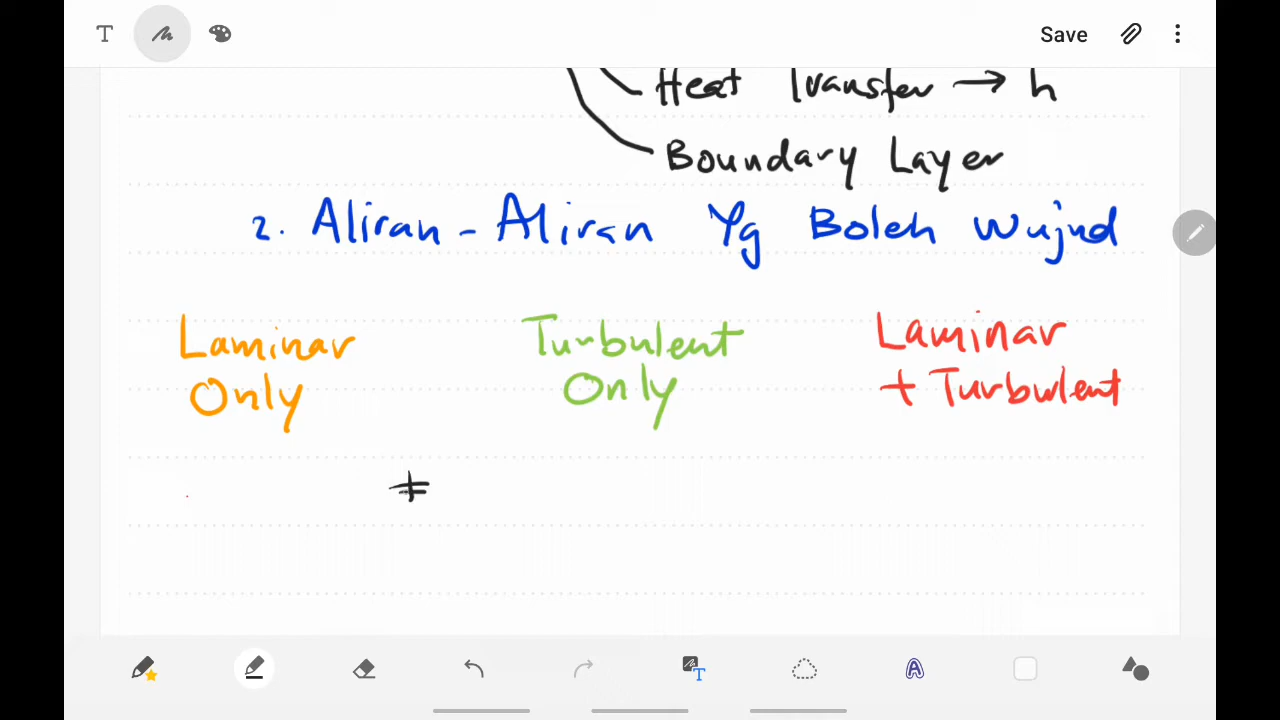 T Save
Heat Transfer → h
Boundary Layer
2. Aliran - Aliran Yg Boleh Wujud
Laminar Only
Turbulent Only
Laminar + Turbulent